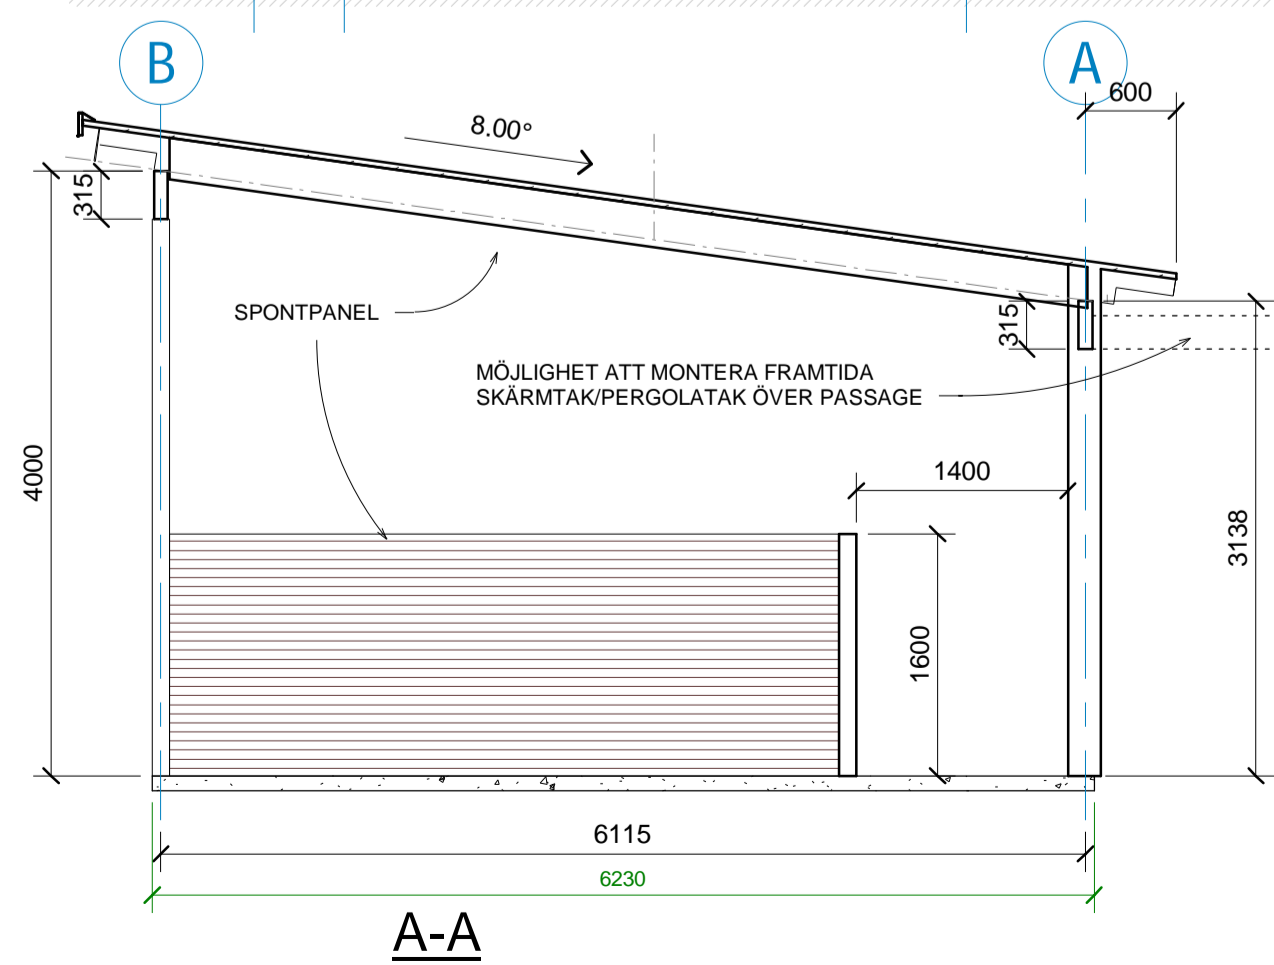 B
A
600
8.00°
315
SPONTPANEL
315
MÖJLIGHET ATT MONTERA FRAMTIDA
SKÄRMTAK/PERGOLATAK ÖVER PASSAGE
4000
1400
3138
1600
6115
6230
A-A